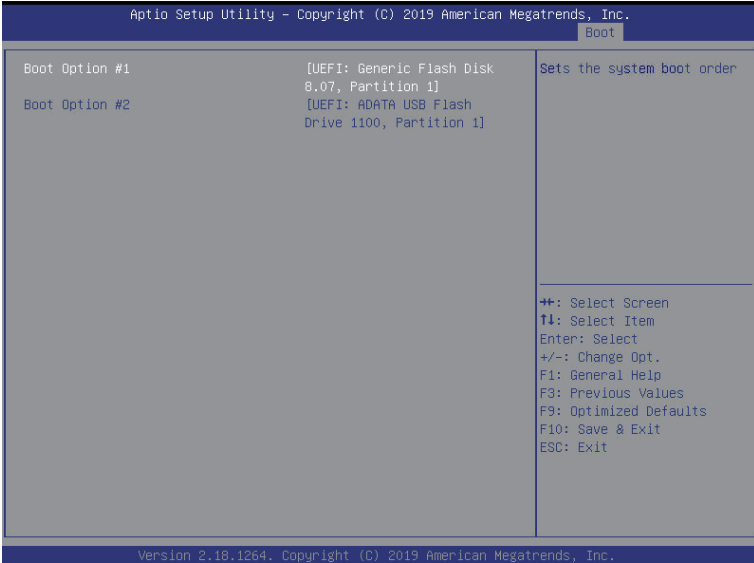 Aptio Setup Utility – Copyright (C) 2019 American Megatrends, Inc.
Boot
Boot Option #1 [UEFI: Generic Flash Disk
8.07, Partition 1]
Boot Option #2 [UEFI: ADATA USB Flash
Drive 1100, Partition 1]
Sets the system boot order
→←: Select Screen
↑↓: Select Item
Enter: Select
+/-: Change Opt.
F1: General Help
F3: Previous Values
F9: Optimized Defaults
F10: Save & Exit
ESC: Exit
Version 2.18.1264. Copyright (C) 2019 American Megatrends, Inc.